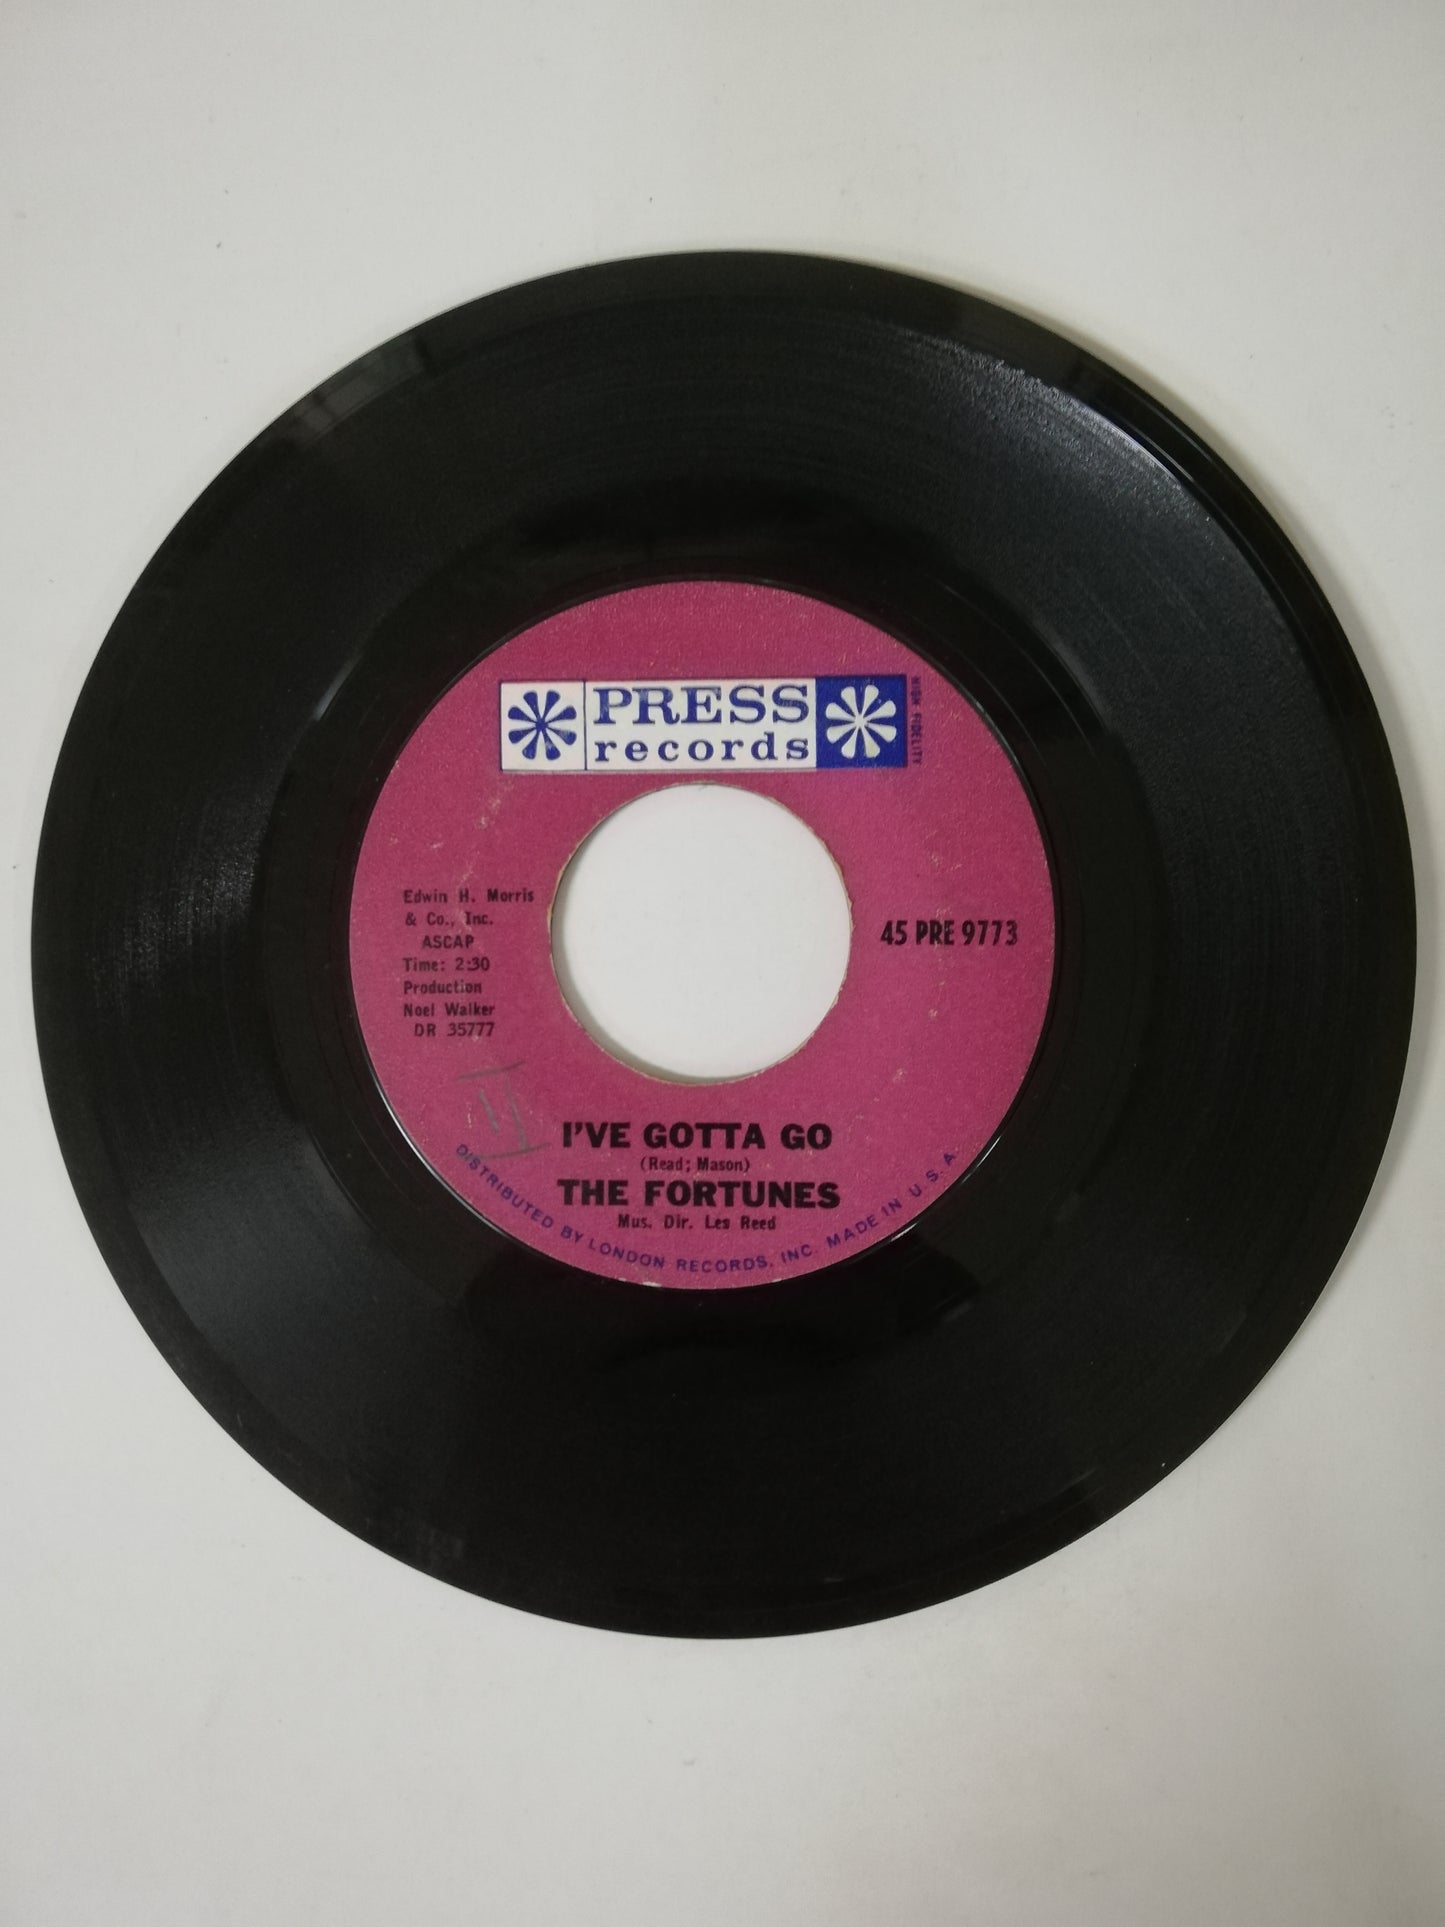 PRESS
records
HIGH FIDELITY
Edwin H. Morris
& Co., Inc.
ASCAP
Time: 2:30
Production
Noel Walker
DR 35777
45 PRE 9773
II
I'VE GOTTA GO
(Read; Mason)
THE FORTUNES
Mus. Dir. Les Reed
DISTRIBUTED BY LONDON RECORDS, INC. MADE IN U.S.A.